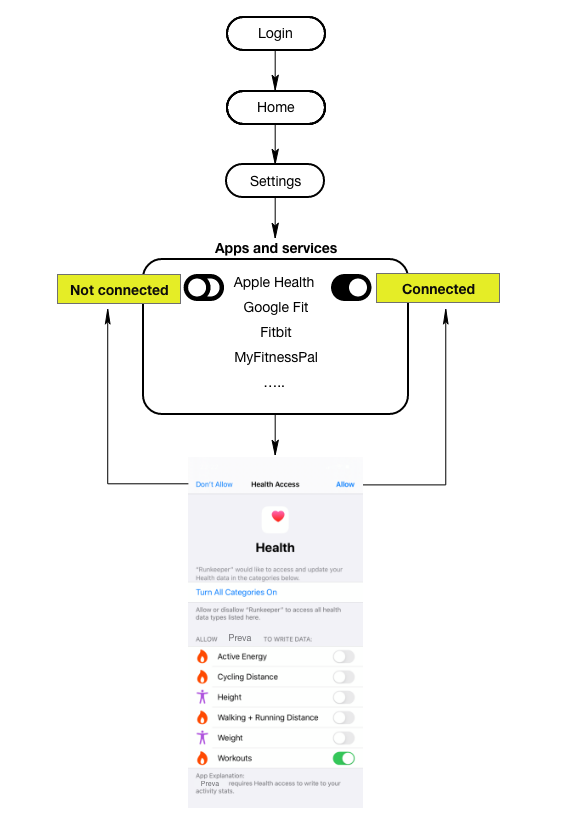 Login
Home
Settings
Apps and services
Not connected
Apple Health
Connected
Google Fit
Fitbit
MyFitnessPal
.....
Don't Allow Health Access Allow
Health
"Runkeeper" would like to access and update your
Health data in the categories below.
Turn All Categories On
Allow or disallow "Runkeeper" to access all health
data types listed here.
ALLOW Preva TO WRITE DATA:
Active Energy
Cycling Distance
Height
Walking + Running Distance
Weight
Workouts
App Explanation:
Preva requires Health access to write to your
activity stats.